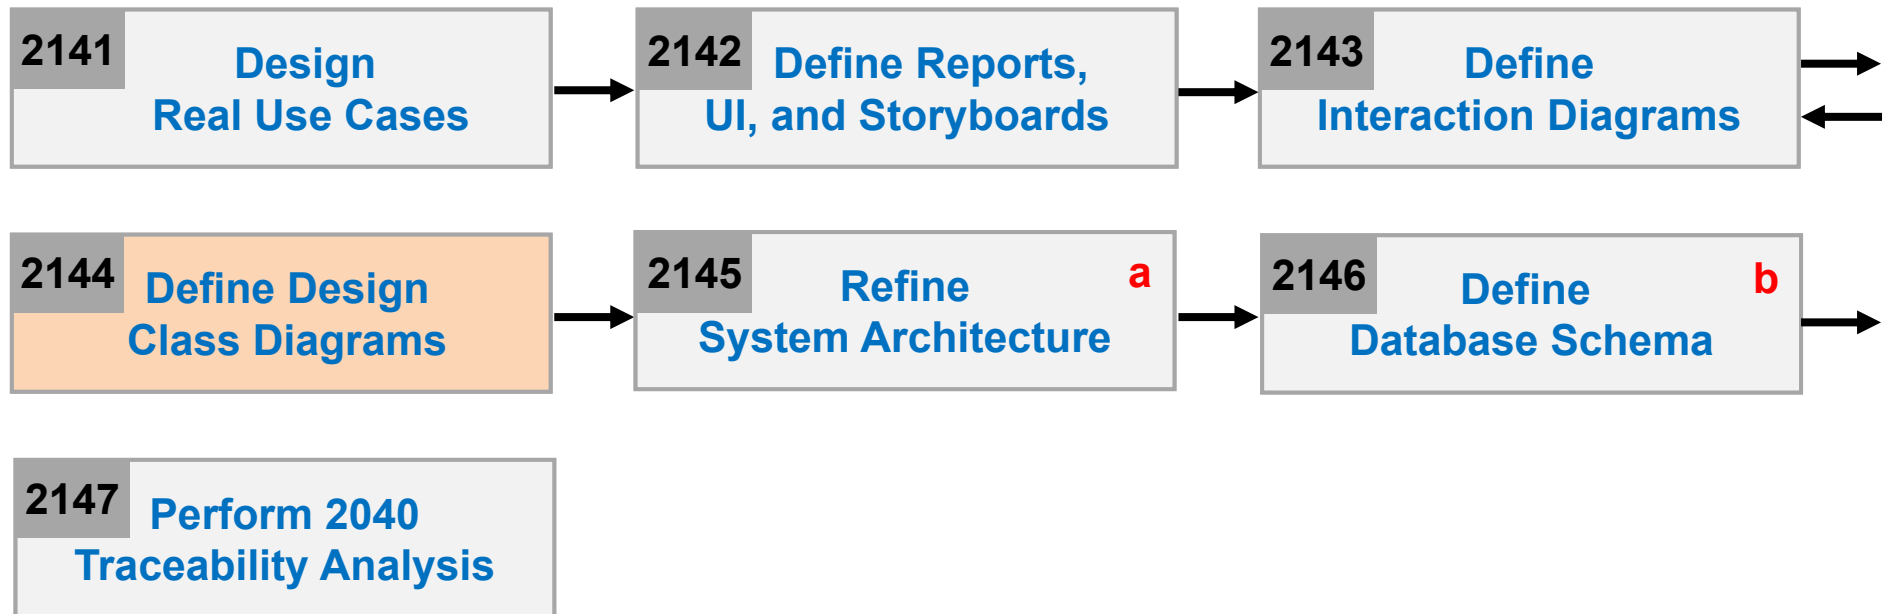 2141
Design
Real Use Cases
2142
Define Reports,
UI, and Storyboards
2143
Define
Interaction Diagrams
2144
Define Design
Class Diagrams
2145
Refine
a
System Architecture
2146
Define
b
Database Schema
2147
Perform 2040
Traceability Analysis